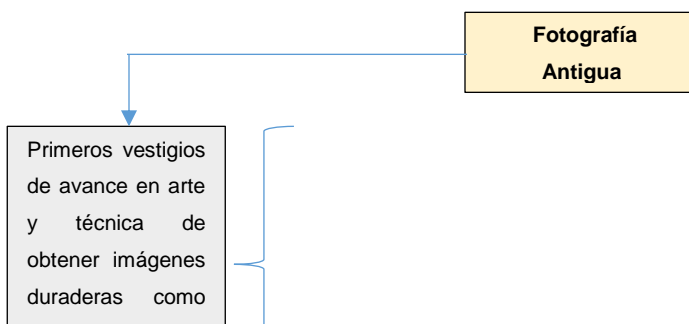 Fotografía
Antigua
Primeros vestigios
de avance en arte
y técnica de
obtener imágenes
duraderas como